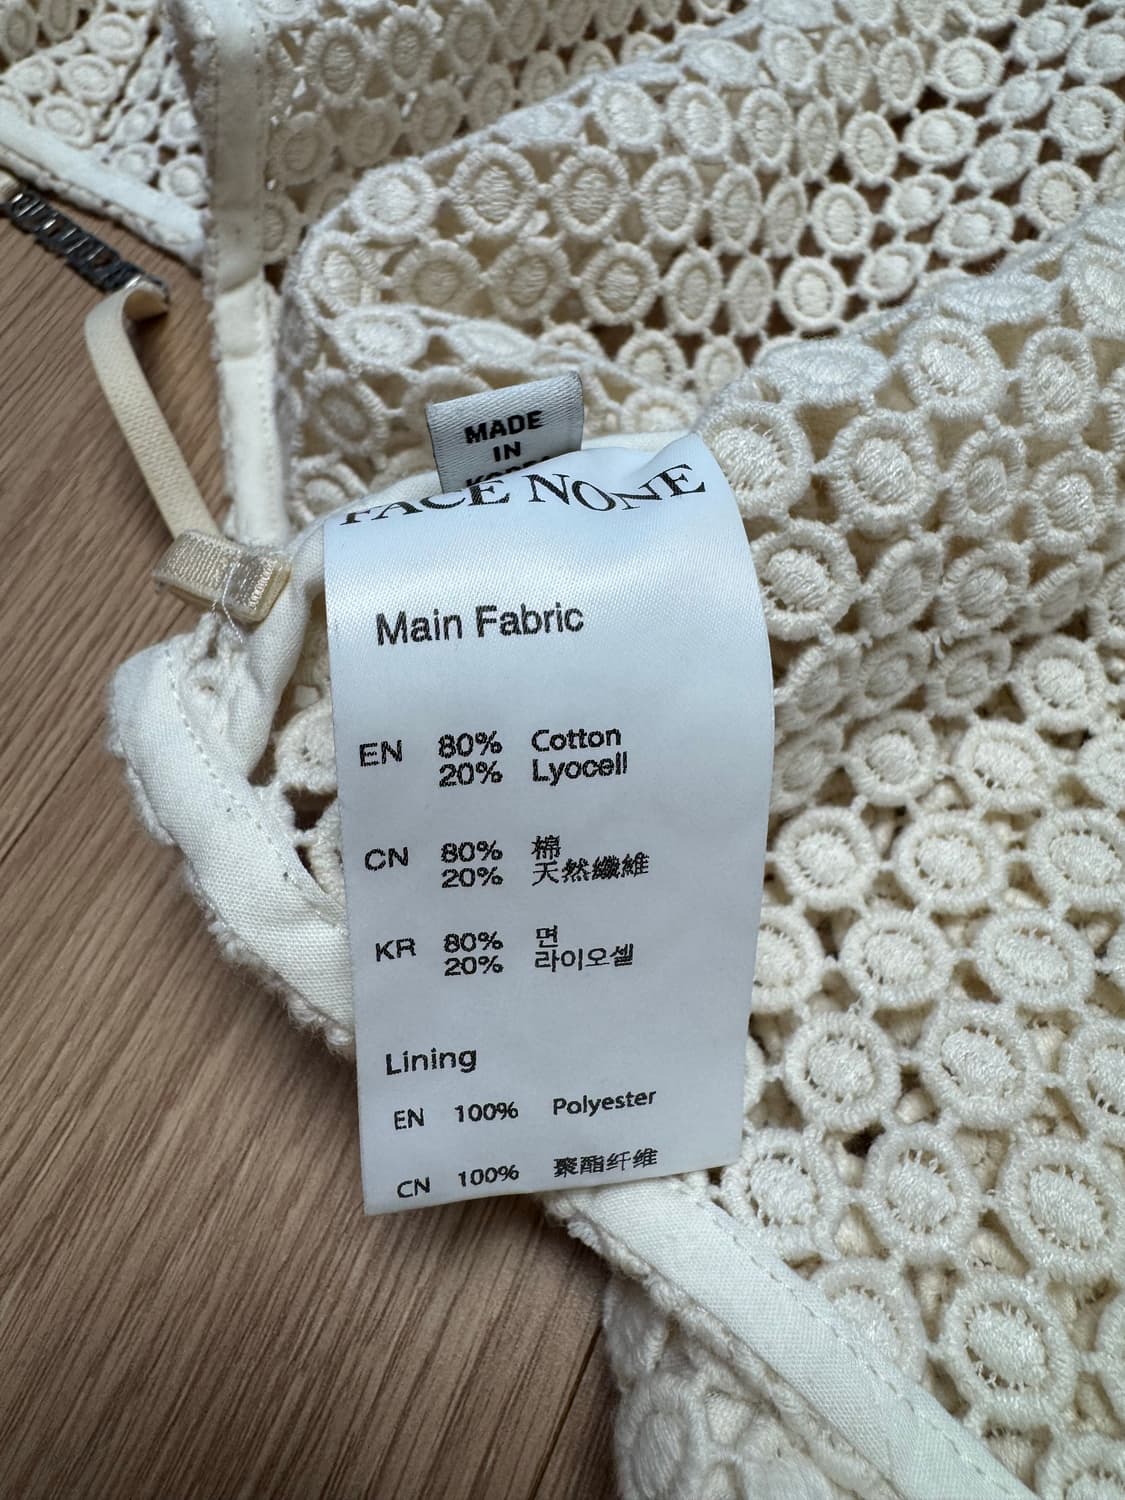 MADE
IN
FACE NONE
Main Fabric
EN 80% Cotton
20% Lyocell
CN 80% 棉
20% 天然纖維
KR 80% 면
20% 라이오셀
Lining
EN 100% Polyester
CN 100% 聚酯纤维